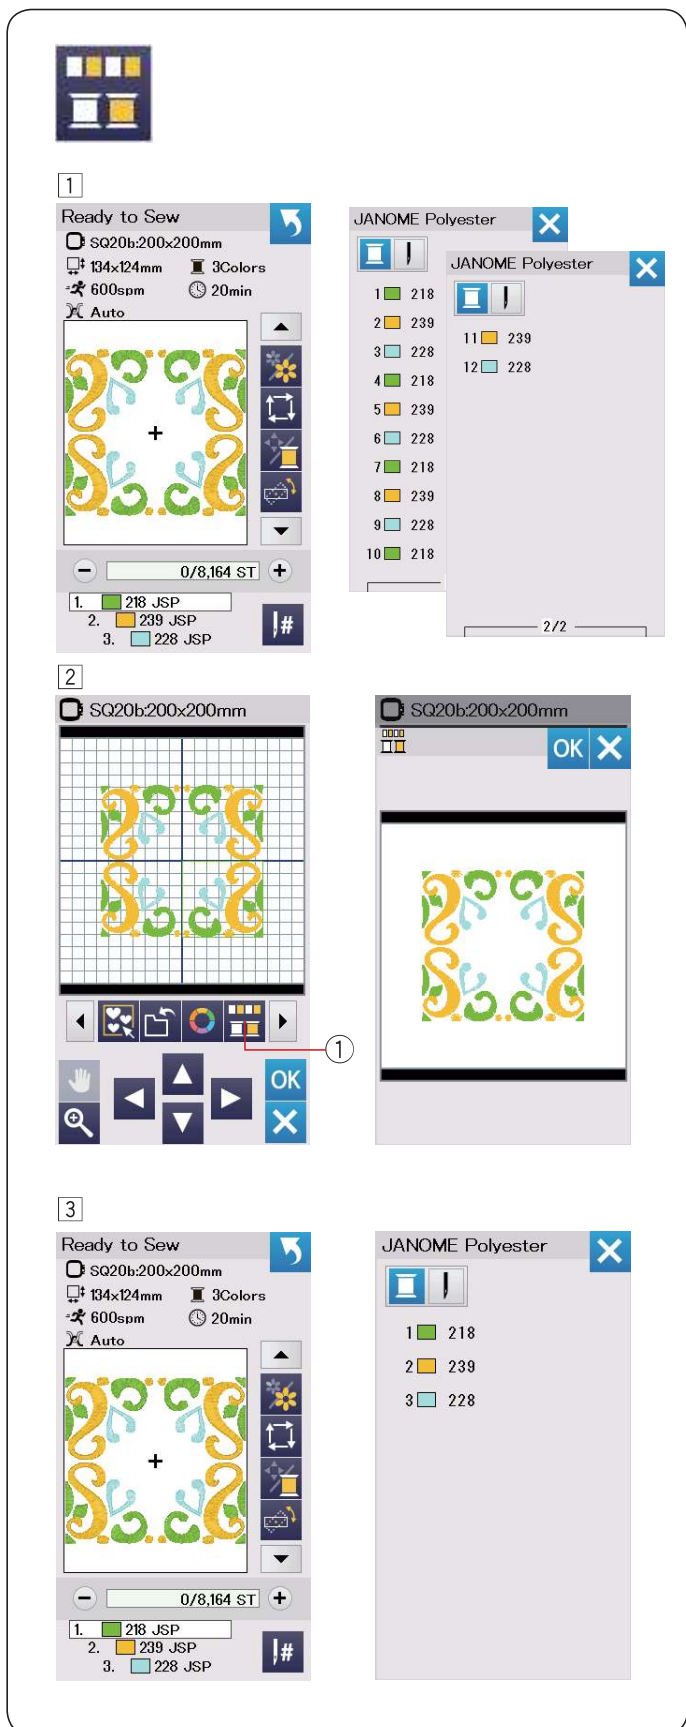 1
Ready to Sew
SQ20b:200x200mm
134x124mm 3Colors
600spm 20min
Auto
0/8,164 ST
1. 218 JSP
2. 239 JSP
3. 228 JSP
#
JANOME Polyester
1 218
2 239
3 228
4 218
5 239
6 228
7 218
8 239
9 228
10 218
JANOME Polyester
11 239
12 228
2/2
2
SQ20b:200x200mm
1
OK
SQ20b:200x200mm
OK
3
Ready to Sew
SQ20b:200x200mm
134x124mm 3Colors
600spm 20min
Auto
0/8,164 ST
1. 218 JSP
2. 239 JSP
3. 228 JSP
#
JANOME Polyester
1 218
2 239
3 228